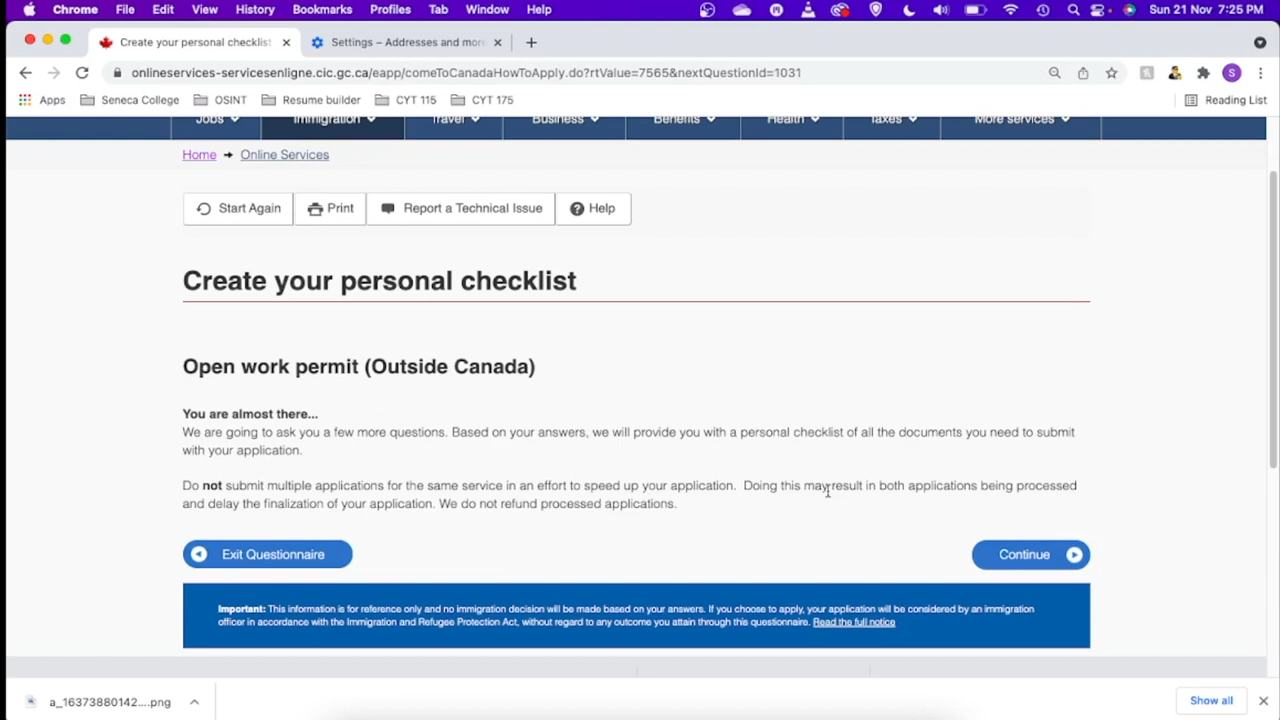 Chrome File Edit View History Bookmarks Profiles Tab Window Help Sun 21 Nov 7:25 PM
Create your personal checklist Settings – Addresses and more
onlineservices-servicesenligne.cic.gc.ca/eapp/comeToCanadaHowToApply.do?rtValue=7565&nextQuestionId=1031 S
Apps Seneca College OSINT Resume builder CYT 115 CYT 175 Reading List
Jobs Immigration Travel Business Benefits Health Taxes More services
Home Online Services
Start Again Print Report a Technical Issue Help
Create your personal checklist
Open work permit (Outside Canada)
You are almost there...
We are going to ask you a few more questions. Based on your answers, we will provide you with a personal checklist of all the documents you need to submit
with your application.
Do not submit multiple applications for the same service in an effort to speed up your application. Doing this may result in both applications being processed
and delay the finalization of your application. We do not refund processed applications.
Exit Questionnaire Continue
Important: This information is for reference only and no immigration decision will be made based on your answers. If you choose to apply, your application will be considered by an immigration
officer in accordance with the Immigration and Refugee Protection Act, without regard to any outcome you attain through this questionnaire. Read the full notice
a_16373880142....png Show all